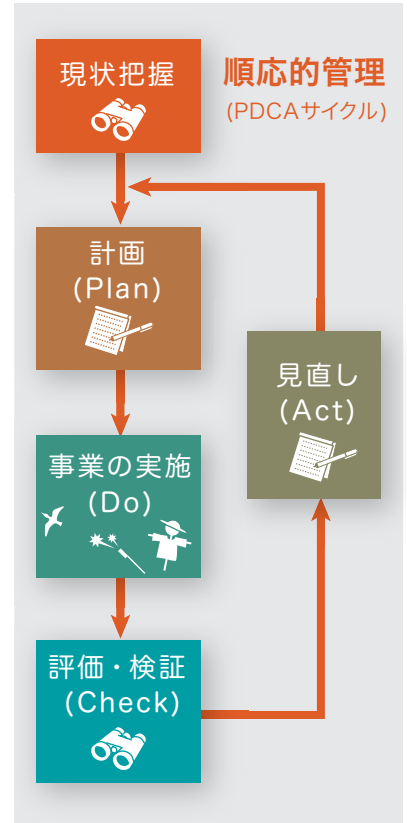 現状把握
順応的管理
(PDCAサイクル)
計画
(Plan)
見直し
(Act)
事業の実施
(Do)
評価・検証
(Check)